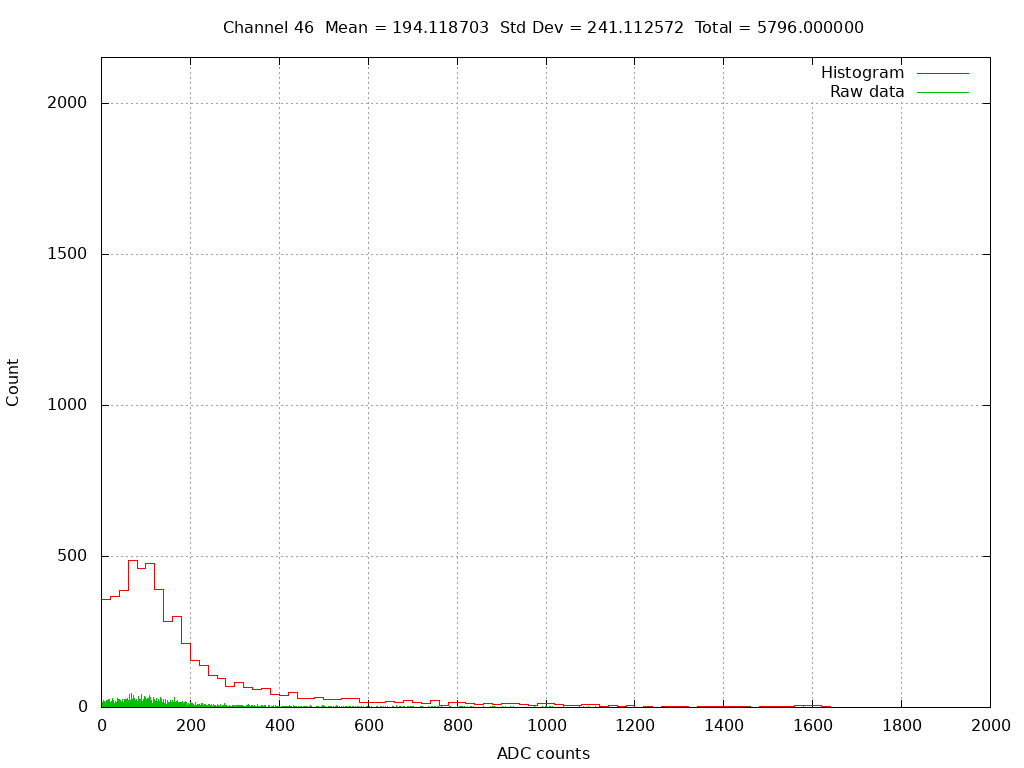 Channel 46  Mean = 194.118703  Std Dev = 241.112572  Total = 5796.000000
Histogram
Raw data
2000
1500
1000
500
0
Count
0 200 400 600 800 1000 1200 1400 1600 1800 2000
ADC counts